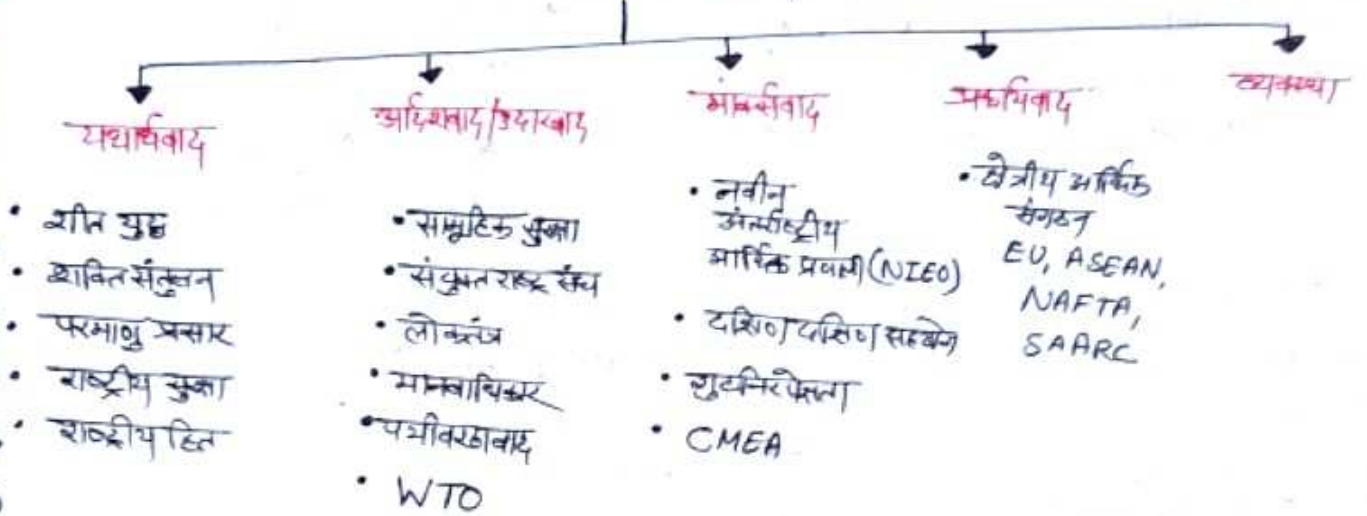 यथार्थवाद
• शीत युद्ध
• शक्ति संतुलन
• परमाणु प्रसार
• राष्ट्रीय सुरक्षा
• राष्ट्रीय हित
आदर्शवाद/उदारवाद
• सामूहिक सुरक्षा
• संयुक्त राष्ट्र संघ
• लोकतंत्र
• मानवाधिकार
• पर्यावरणवाद
• WTO
मार्क्सवाद
• नवीन
अंतर्राष्ट्रीय
आर्थिक प्रणाली (NIEO)
• दक्षिण दक्षिण सहयोग
• गुटनिरपेक्षता
• CMEA
प्रकार्यवाद
• क्षेत्रीय आर्थिक
संगठन
EU, ASEAN,
NAFTA,
SAARC
व्यवस्था